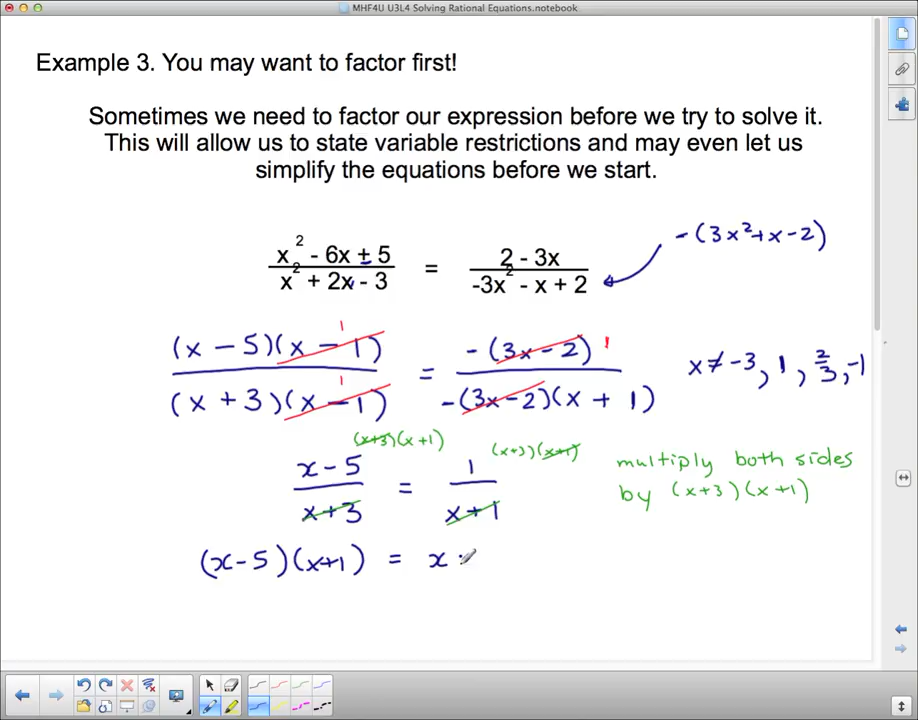 MHF4U U3L4 Solving Rational Equations.notebook
Example 3. You may want to factor first!
Sometimes we need to factor our expression before we try to solve it.
This will allow us to state variable restrictions and may even let us
simplify the equations before we start.
-(3x²+x-2)
x² - 6x + 5 / x² + 2x - 3 = 2 - 3x / -3x² - x + 2
(x - 5)(x - 1) 1 / (x + 3)(x - 1) 1 = -(3x - 2) 1 / -(3x - 2)(x + 1)
x ≠ -3, 1, 2/3, -1
(x+3)(x+1) (x+3)(x+1)
x - 5 / x + 3 = 1 / x + 1
multiply both sides
by (x+3)(x+1)
(x - 5)(x+1) = x